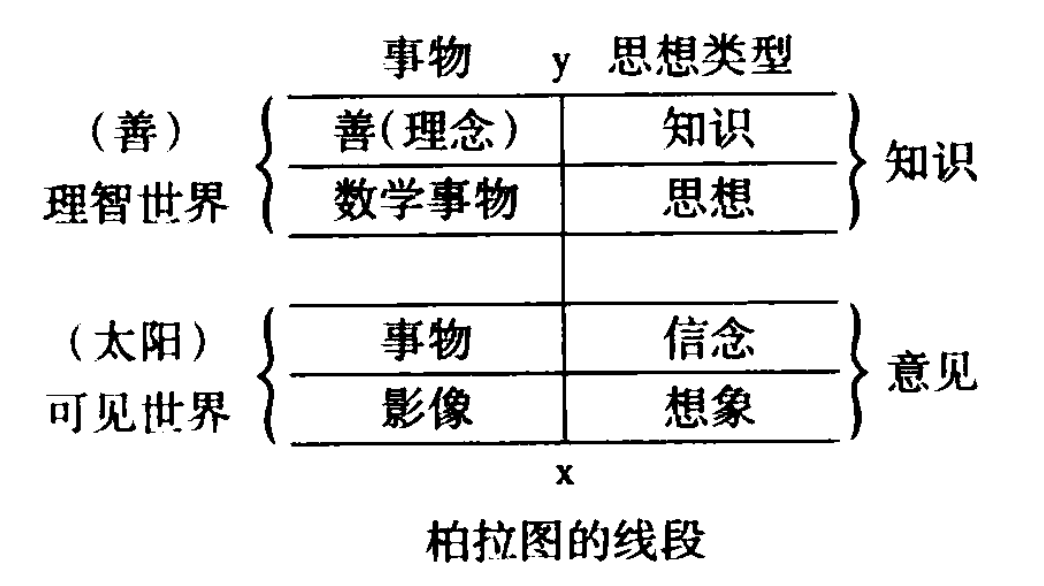 事物 y 思想类型
(善) 善(理念) 知识
知识
理智世界 数学事物 思想
(太阳) 事物 信念
意见
可见世界 影像 想象
x
柏拉图的线段